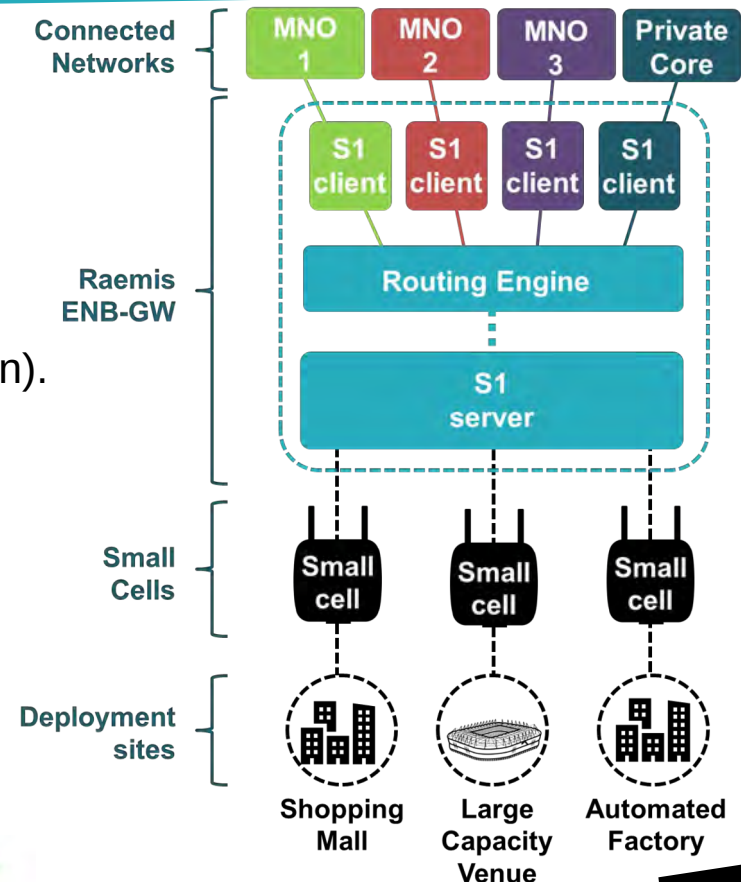 Connected
Networks
MNO
1
MNO
2
MNO
3
Private
Core
S1
client
S1
client
S1
client
S1
client
Raemis
ENB-GW
Routing Engine
n).
S1
server
Small
Cells
Small
cell
Small
cell
Small
cell
Deployment
sites
Shopping
Mall
Large
Capacity
Venue
Automated
Factory